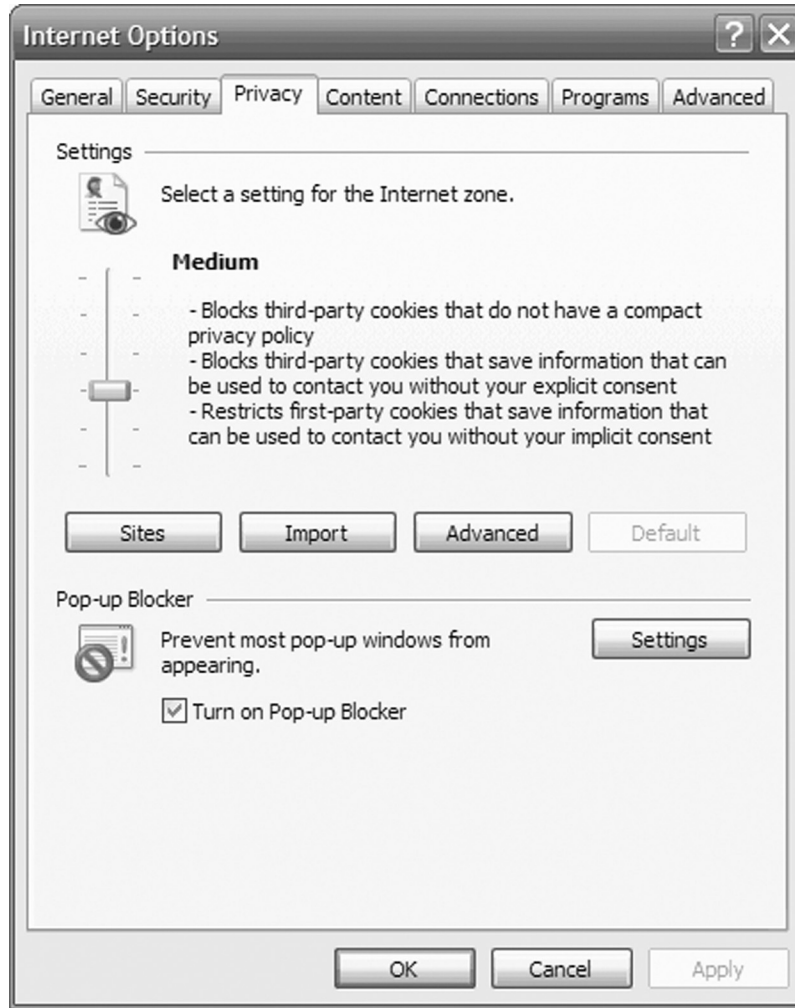 Internet Options
General Security Privacy Content Connections Programs Advanced
Settings
Select a setting for the Internet zone.
Medium
- Blocks third-party cookies that do not have a compact
privacy policy
- Blocks third-party cookies that save information that can
be used to contact you without your explicit consent
- Restricts first-party cookies that save information that
can be used to contact you without your implicit consent
Sites Import Advanced Default
Pop-up Blocker
Prevent most pop-up windows from
appearing.
Settings
Turn on Pop-up Blocker
OK Cancel Apply